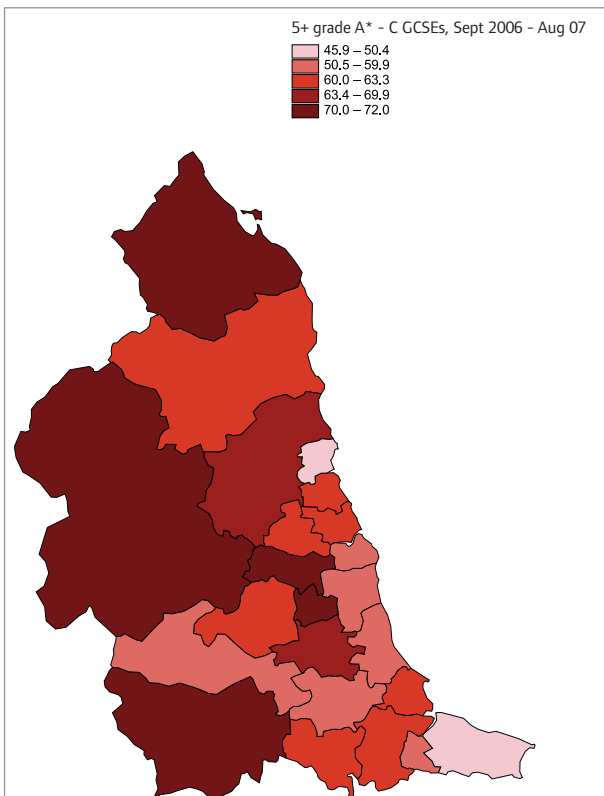 5+ grade A* - C GCSEs, Sept 2006 - Aug 07
45.9 – 50.4
50.5 – 59.9
60.0 – 63.3
63.4 – 69.9
70.0 – 72.0